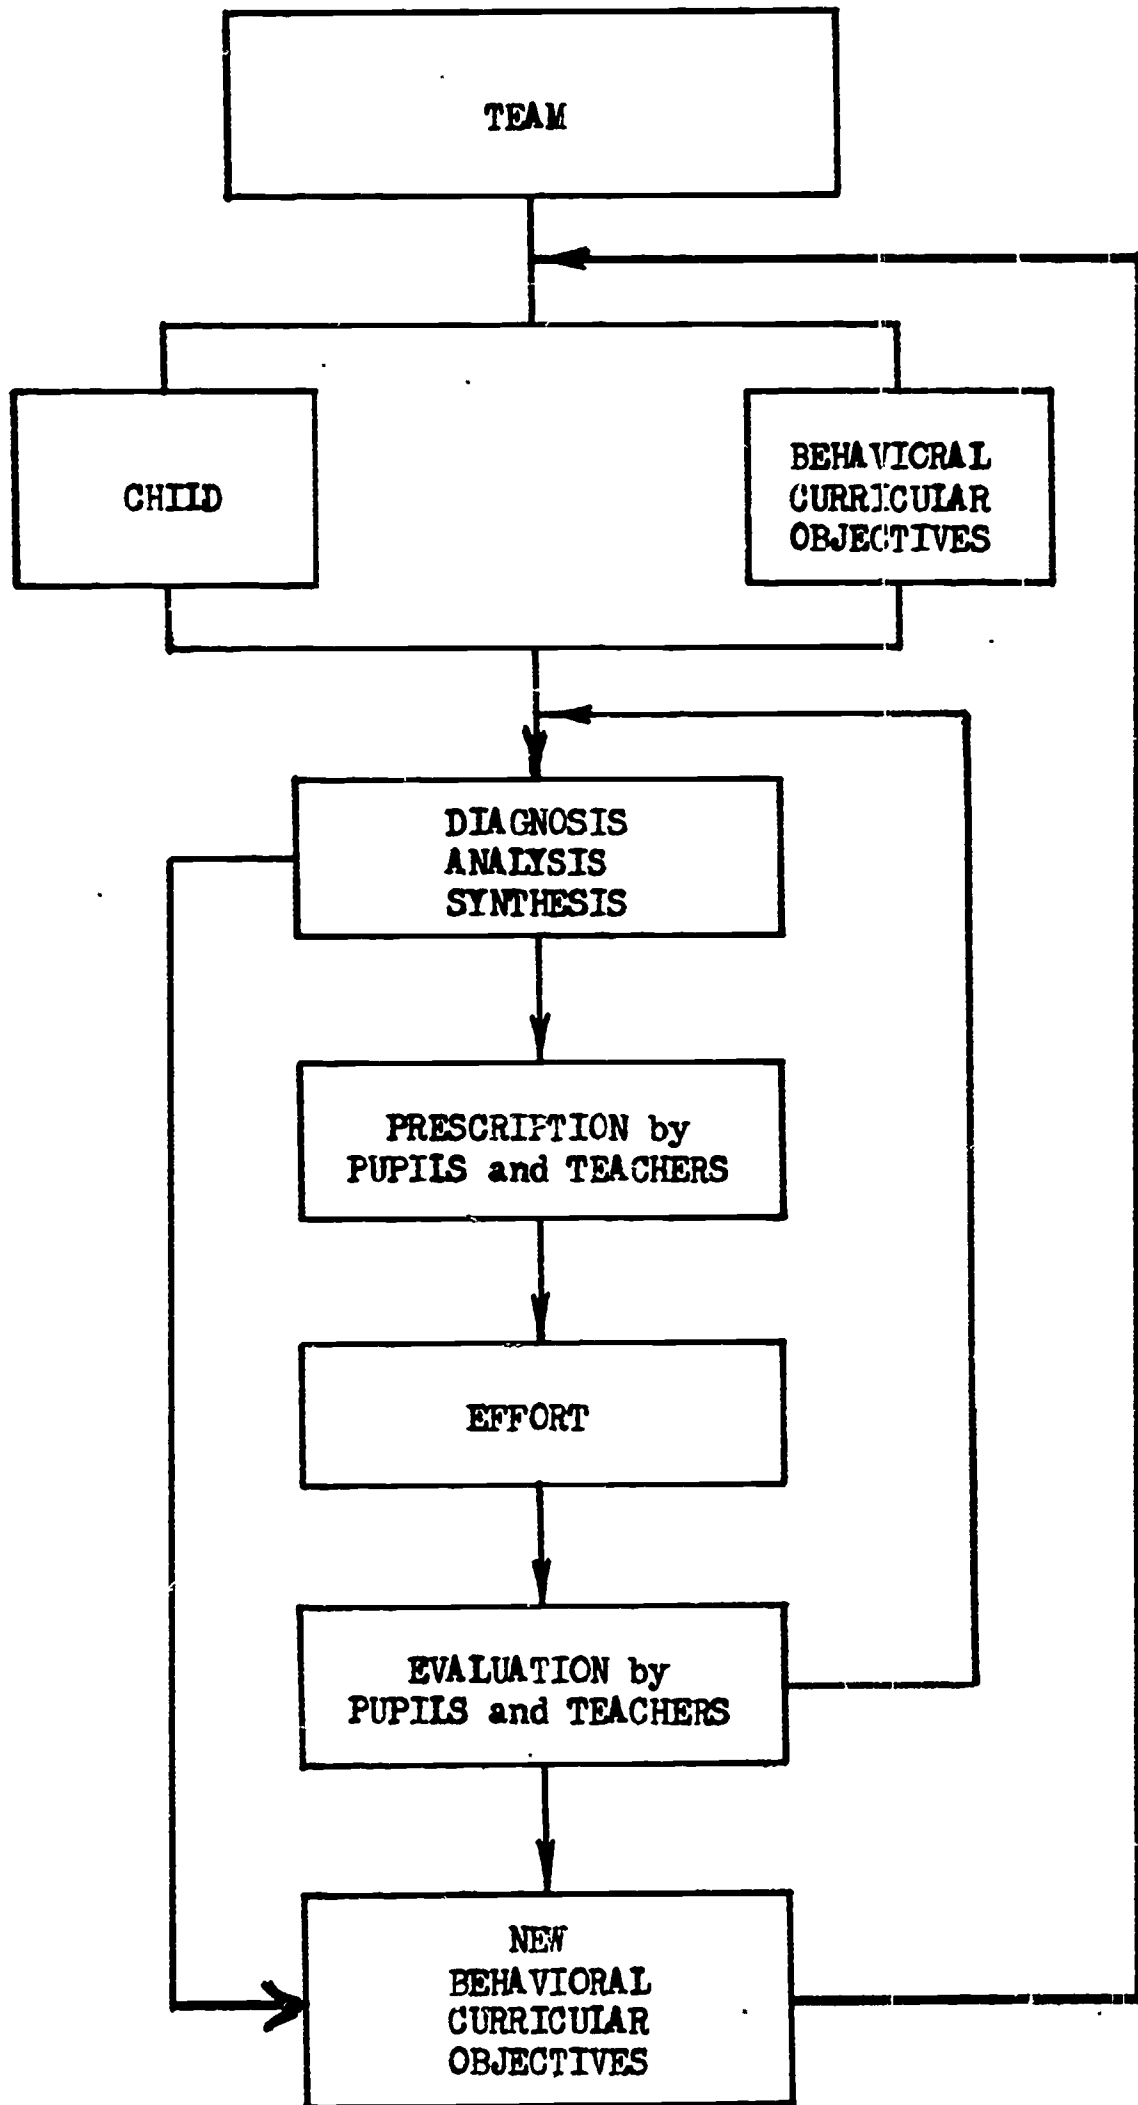 TEAM
CHILD
BEHAVIORAL
CURRICULAR
OBJECTIVES
DIAGNOSIS
ANALYSIS
SYNTHESIS
PRESCRIPTION by
PUPILS and TEACHERS
EFFORT
EVALUATION by
PUPILS and TEACHERS
NEW
BEHAVIORAL
CURRICULAR
OBJECTIVES